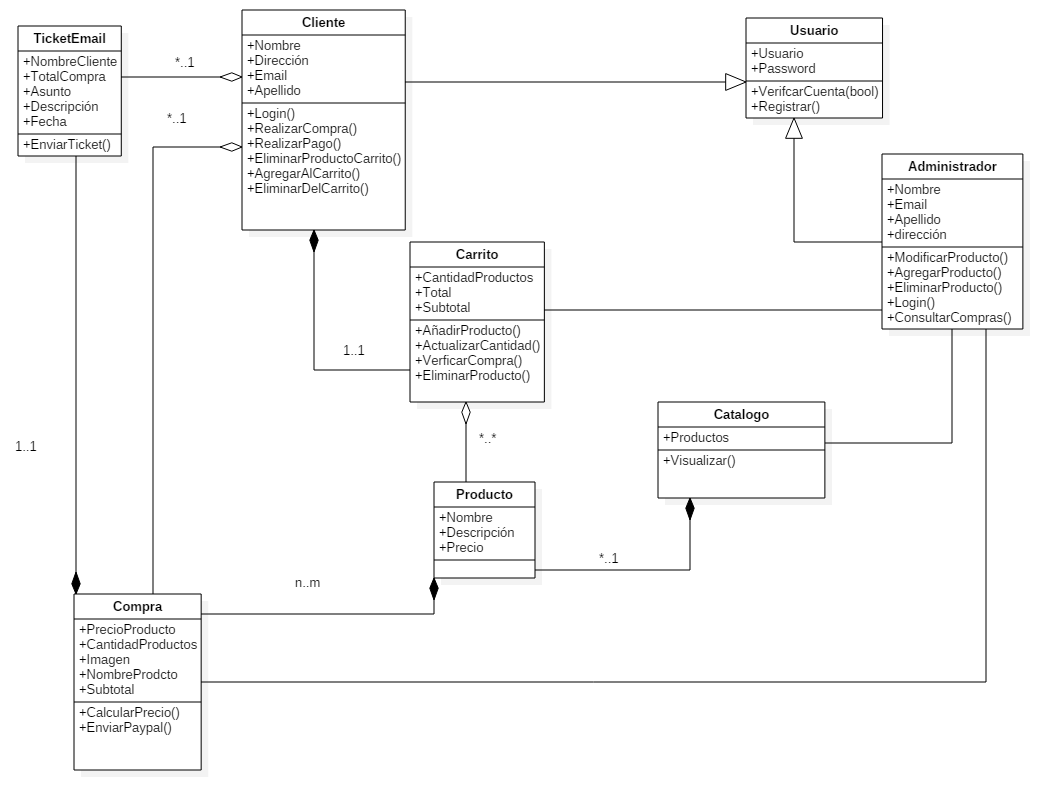 TicketEmail
+NombreCliente
+TotalCompra
+Asunto
+Descripción
+Fecha
+EnviarTicket()
*..1
*..1
Cliente
+Nombre
+Dirección
+Email
+Apellido
+Login()
+RealizarCompra()
+RealizarPago()
+EliminarProductoCarrito()
+AgregarAlCarrito()
+EliminarDelCarrito()
Usuario
+Usuario
+Password
+VerifcarCuenta(bool)
+Registrar()
Administrador
+Nombre
+Email
+Apellido
+dirección
+ModificarProducto()
+AgregarProducto()
+EliminarProducto()
+Login()
+ConsultarCompras()
Carrito
+CantidadProductos
+Total
+Subtotal
+AñadirProducto()
+ActualizarCantidad()
+VerficarCompra()
+EliminarProducto()
1..1
*..*
Catalogo
+Productos
+Visualizar()
1..1
Producto
+Nombre
+Descripción
+Precio
*..1
n..m
Compra
+PrecioProducto
+CantidadProductos
+Imagen
+NombreProdcto
+Subtotal
+CalcularPrecio()
+EnviarPaypal()